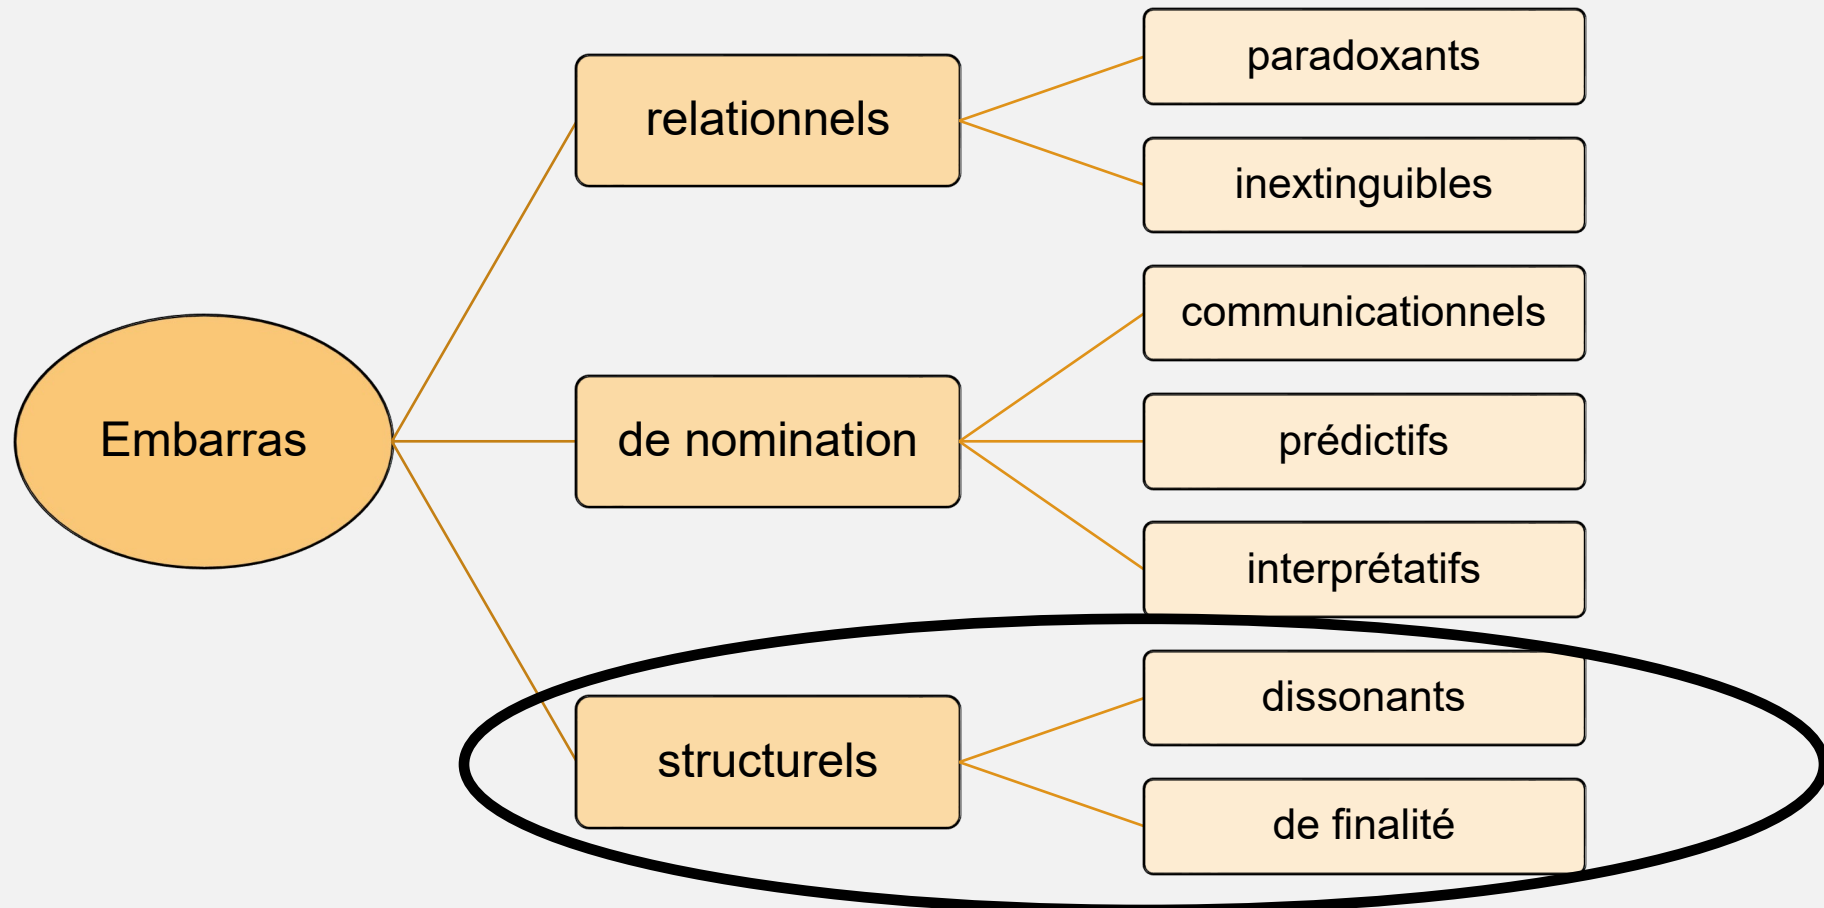 Embarras
relationnels
paradoxants
inextinguibles
de nomination
communicationnels
prédictifs
interprétatifs
structurels
dissonants
de finalité